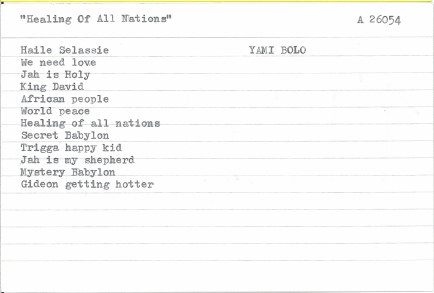 "Healing Of All Nations" A 26054
Haile Selassie YAMI BOLO
We need love
Jah is Holy
King David
African people
World peace
Healing of all nations
Secret Babylon
Trigga happy kid
Jah is my shepherd
Mystery Babylon
Gideon getting hotter